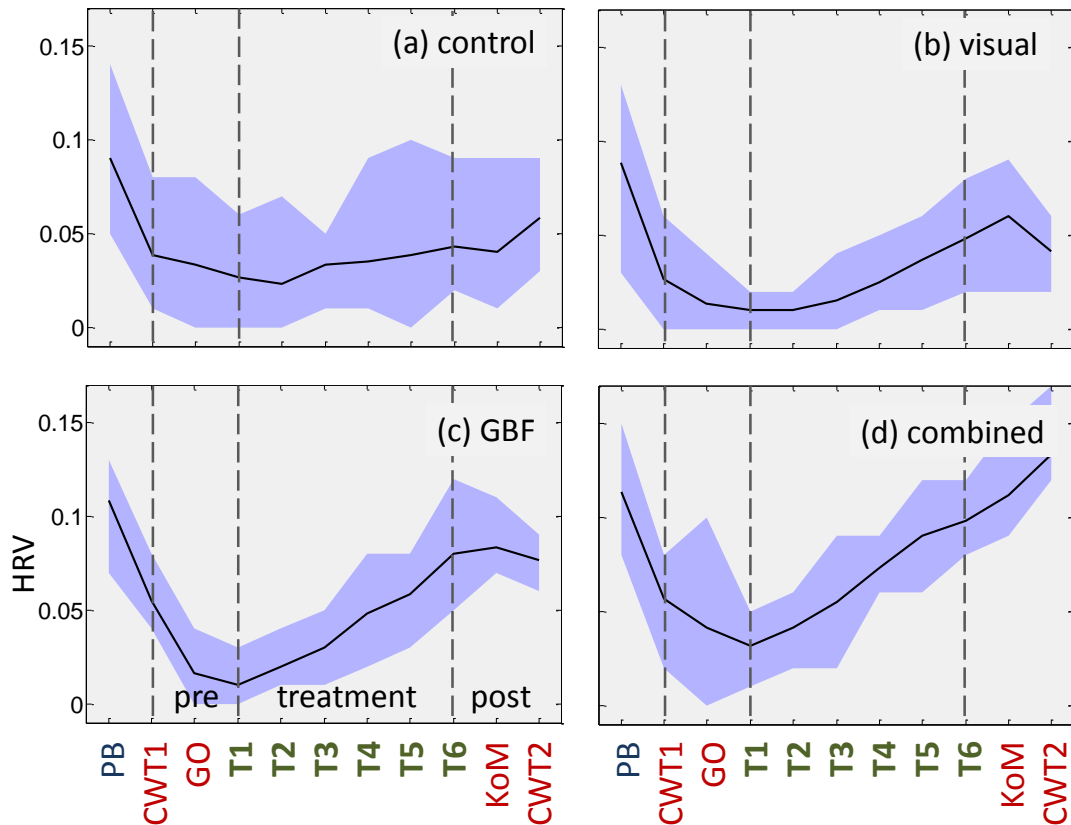 (a) control
(b) visual
0.15
0.1
0.05
0
(c) GBF
(d) combined
0.15
0.1
0.05
0
HRV
pre treatment post
PB CWT1 GO T1 T2 T3 T4 T5 T6 KoM CWT2
PB CWT1 GO T1 T2 T3 T4 T5 T6 KoM CWT2